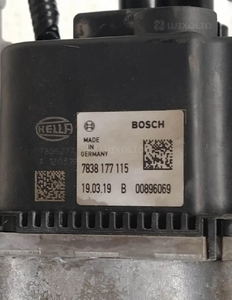 BOSCH
HELLA
MADE
IN
GERMANY
7838 177 115
19.03.19 B 00896069